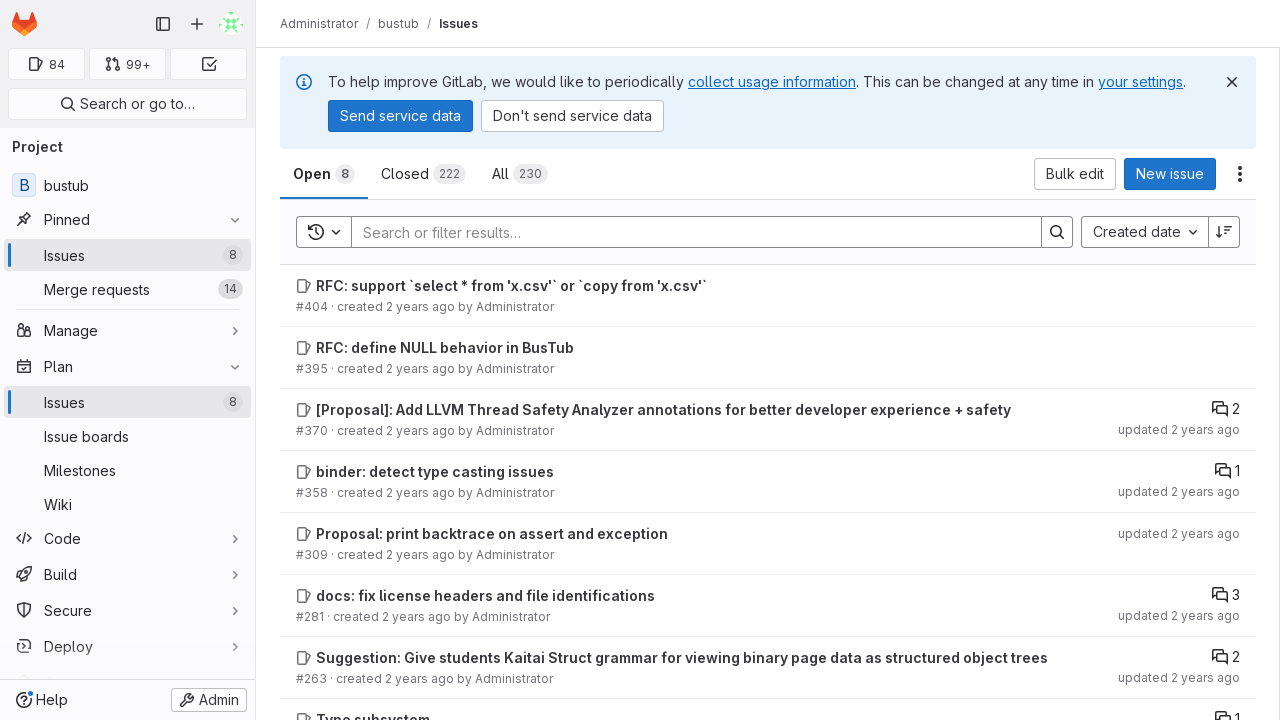 Administrator / bustub / Issues
84
99+
Search or go to…
Project
B bustub
Pinned
Issues 8
Merge requests 14
Manage
Plan
Issues 8
Issue boards
Milestones
Wiki
Code
Build
Secure
Deploy
Help
Admin
To help improve GitLab, we would like to periodically collect usage information. This can be changed at any time in your settings.
Send service data
Don't send service data
Open 8
Closed 222
All 230
Bulk edit
New issue
Search or filter results…
Created date
RFC: support `select * from 'x.csv'` or `copy from 'x.csv'`
#404 · created 2 years ago by Administrator
RFC: define NULL behavior in BusTub
#395 · created 2 years ago by Administrator
[Proposal]: Add LLVM Thread Safety Analyzer annotations for better developer experience + safety
2
#370 · created 2 years ago by Administrator
updated 2 years ago
binder: detect type casting issues
1
#358 · created 2 years ago by Administrator
updated 2 years ago
Proposal: print backtrace on assert and exception
updated 2 years ago
#309 · created 2 years ago by Administrator
docs: fix license headers and file identifications
3
#281 · created 2 years ago by Administrator
updated 2 years ago
Suggestion: Give students Kaitai Struct grammar for viewing binary page data as structured object trees
2
#263 · created 2 years ago by Administrator
updated 2 years ago
Type subsystem
1